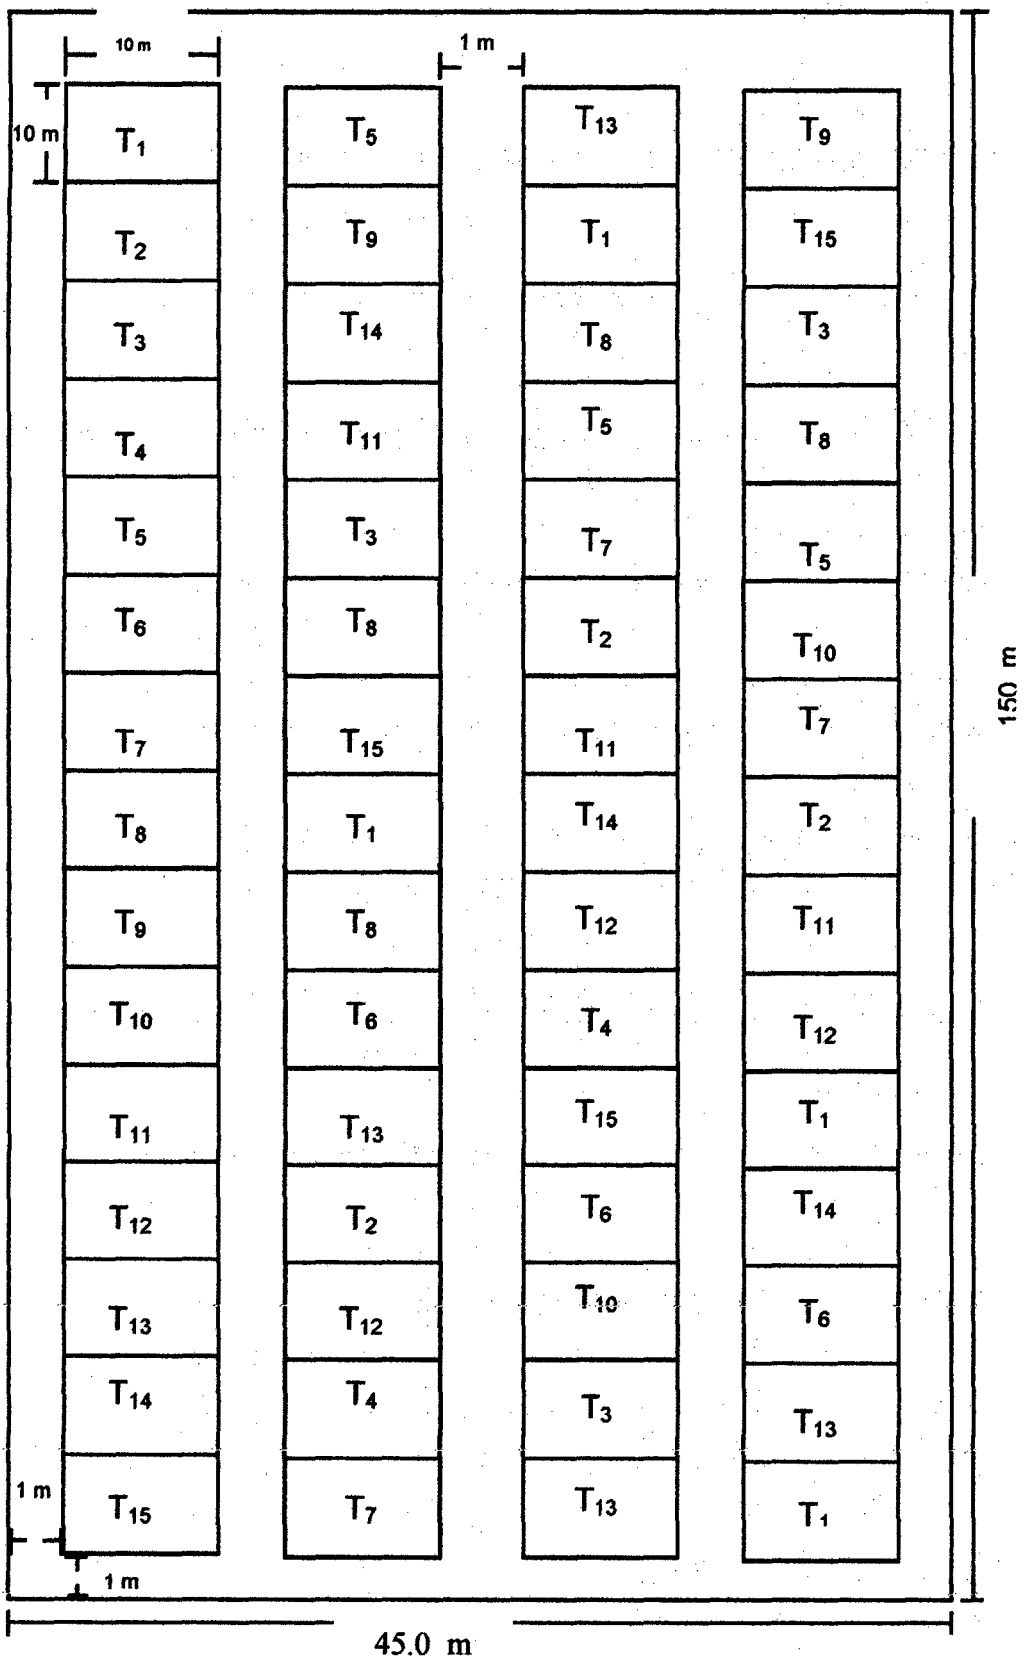 10 m
1 m
10 m
T₁ T₅ T₁₃ T₉
T₂ T₉ T₁ T₁₅
T₃ T₁₄ T₈ T₃
T₄ T₁₁ T₅ T₈
T₅ T₃ T₇ T₅
T₆ T₈ T₂ T₁₀
150 m
T₇ T₁₅ T₁₁ T₇
T₈ T₁ T₁₄ T₂
T₉ T₈ T₁₂ T₁₁
T₁₀ T₆ T₄ T₁₂
T₁₁ T₁₃ T₁₅ T₁
T₁₂ T₂ T₆ T₁₄
T₁₃ T₁₂ T₁₀ T₆
T₁₄ T₄ T₃ T₁₃
1 m
T₁₅ T₇ T₁₃ T₁
1 m
45.0 m